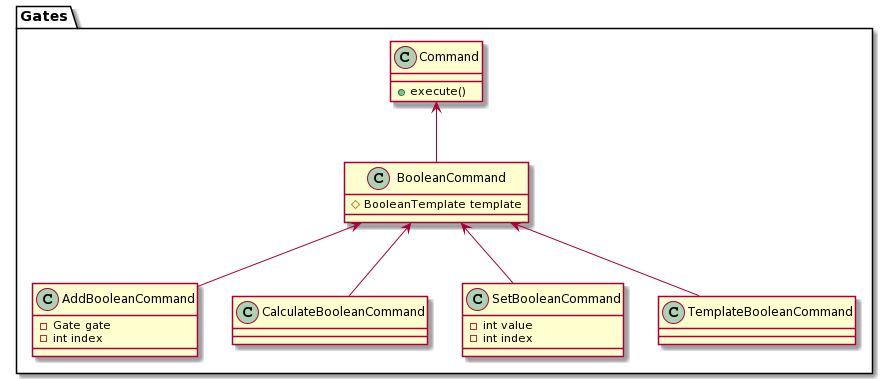 Gates
C Command
execute()
C BooleanCommand
BooleanTemplate template
C AddBooleanCommand
Gate gate
int index
C CalculateBooleanCommand
C SetBooleanCommand
int value
int index
C TemplateBooleanCommand